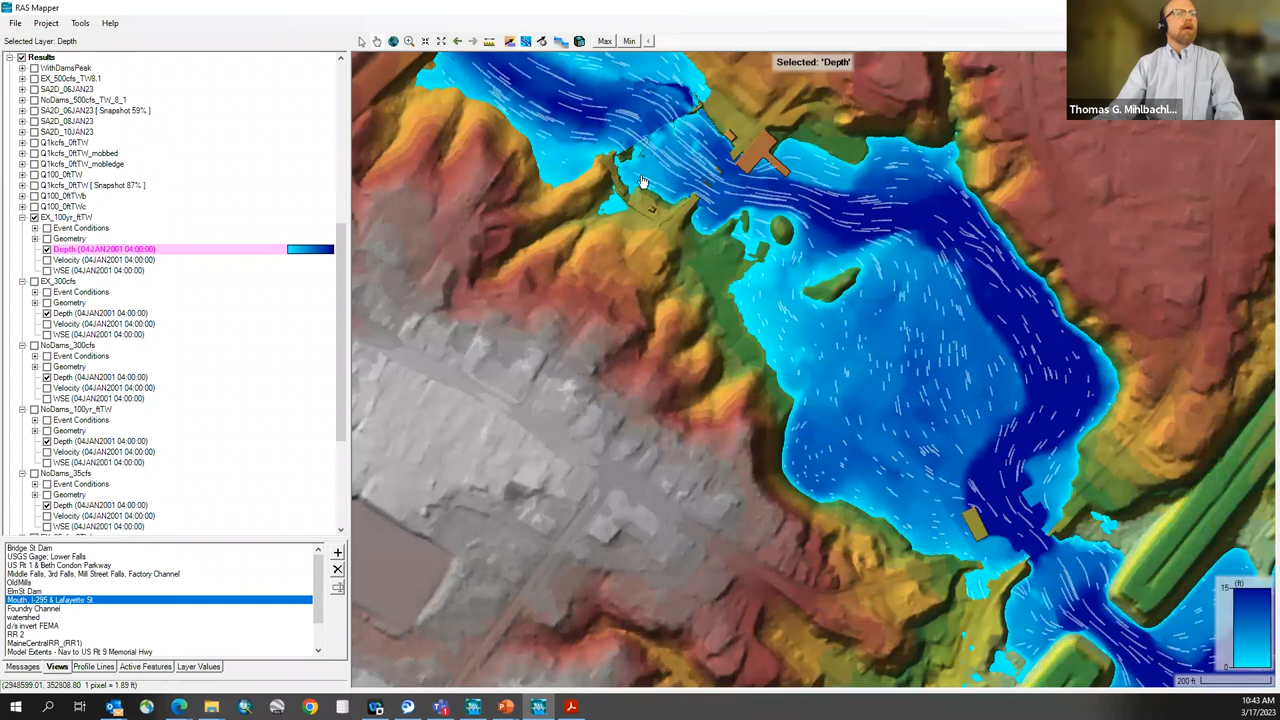 RAS Mapper
File Project Tools Help
Selected Layer: Depth
Max Min
Selected: 'Depth'
Thomas G. Mihlbachl...
Results
WithDamsPeak
EX_500cfs_TW8.1
SA2D_06JAN23
NoDams_500cfs_TW_8_1
SA2D_06JAN23 [ Snapshot 59% ]
SA2D_08JAN23
SA2D_10JAN23
Q1kcfs_0ftTW
Q1kcfs_0ftTW_mobbed
Q1kcfs_0ftTW_mobledge
Q100_0ftTW
Q1kcfs_0ftTW [ Snapshot 87% ]
Q100_0ftTWb
Q100_0ftTWc
EX_100yr_ftTW
Event Conditions
Geometry
Depth (04JAN2001 04:00:00)
Velocity (04JAN2001 04:00:00)
WSE (04JAN2001 04:00:00)
EX_300cfs
Event Conditions
Geometry
Depth (04JAN2001 04:00:00)
Velocity (04JAN2001 04:00:00)
WSE (04JAN2001 04:00:00)
NoDams_300cfs
Event Conditions
Geometry
Depth (04JAN2001 04:00:00)
Velocity (04JAN2001 04:00:00)
WSE (04JAN2001 04:00:00)
NoDams_100yr_ftTW
Event Conditions
Geometry
Depth (04JAN2001 04:00:00)
Velocity (04JAN2001 04:00:00)
WSE (04JAN2001 04:00:00)
NoDams_35cfs
Event Conditions
Geometry
Depth (04JAN2001 04:00:00)
Velocity (04JAN2001 04:00:00)
WSE (04JAN2001 04:00:00)
Bridge St Dam
USGS Gage; Lower Falls
US Rt 1 & Beth Condon Parkway
Middle Falls, 3rd Falls, Mill Street Falls, Factory Channel
OldMills
ElmSt Dam
Mouth, I-295 & Lafayette St
Foundry Channel
watershed
d/s invert FEMA
RR 2
MaineCentralRR_(RR1)
Model Extents - Nav to US Rt 9 Memorial Hwy
Messages Views Profile Lines Active Features Layer Values
(2948599.01, 352808.80 1 pixel = 1.89 ft)
(ft)
15
0
200 ft
10:43 AM
3/17/2023